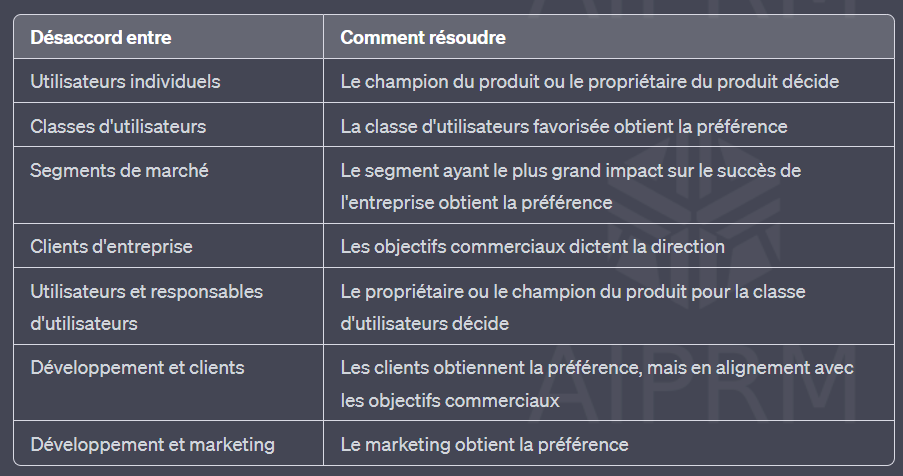 Désaccord entre
Comment résoudre
Utilisateurs individuels
Le champion du produit ou le propriétaire du produit décide
Classes d'utilisateurs
La classe d'utilisateurs favorisée obtient la préférence
Segments de marché
Le segment ayant le plus grand impact sur le succès de
l'entreprise obtient la préférence
Clients d'entreprise
Les objectifs commerciaux dictent la direction
Utilisateurs et responsables
d'utilisateurs
Le propriétaire ou le champion du produit pour la classe
d'utilisateurs décide
Développement et clients
Les clients obtiennent la préférence, mais en alignement avec
les objectifs commerciaux
Développement et marketing
Le marketing obtient la préférence
AIPRM
AIPRM